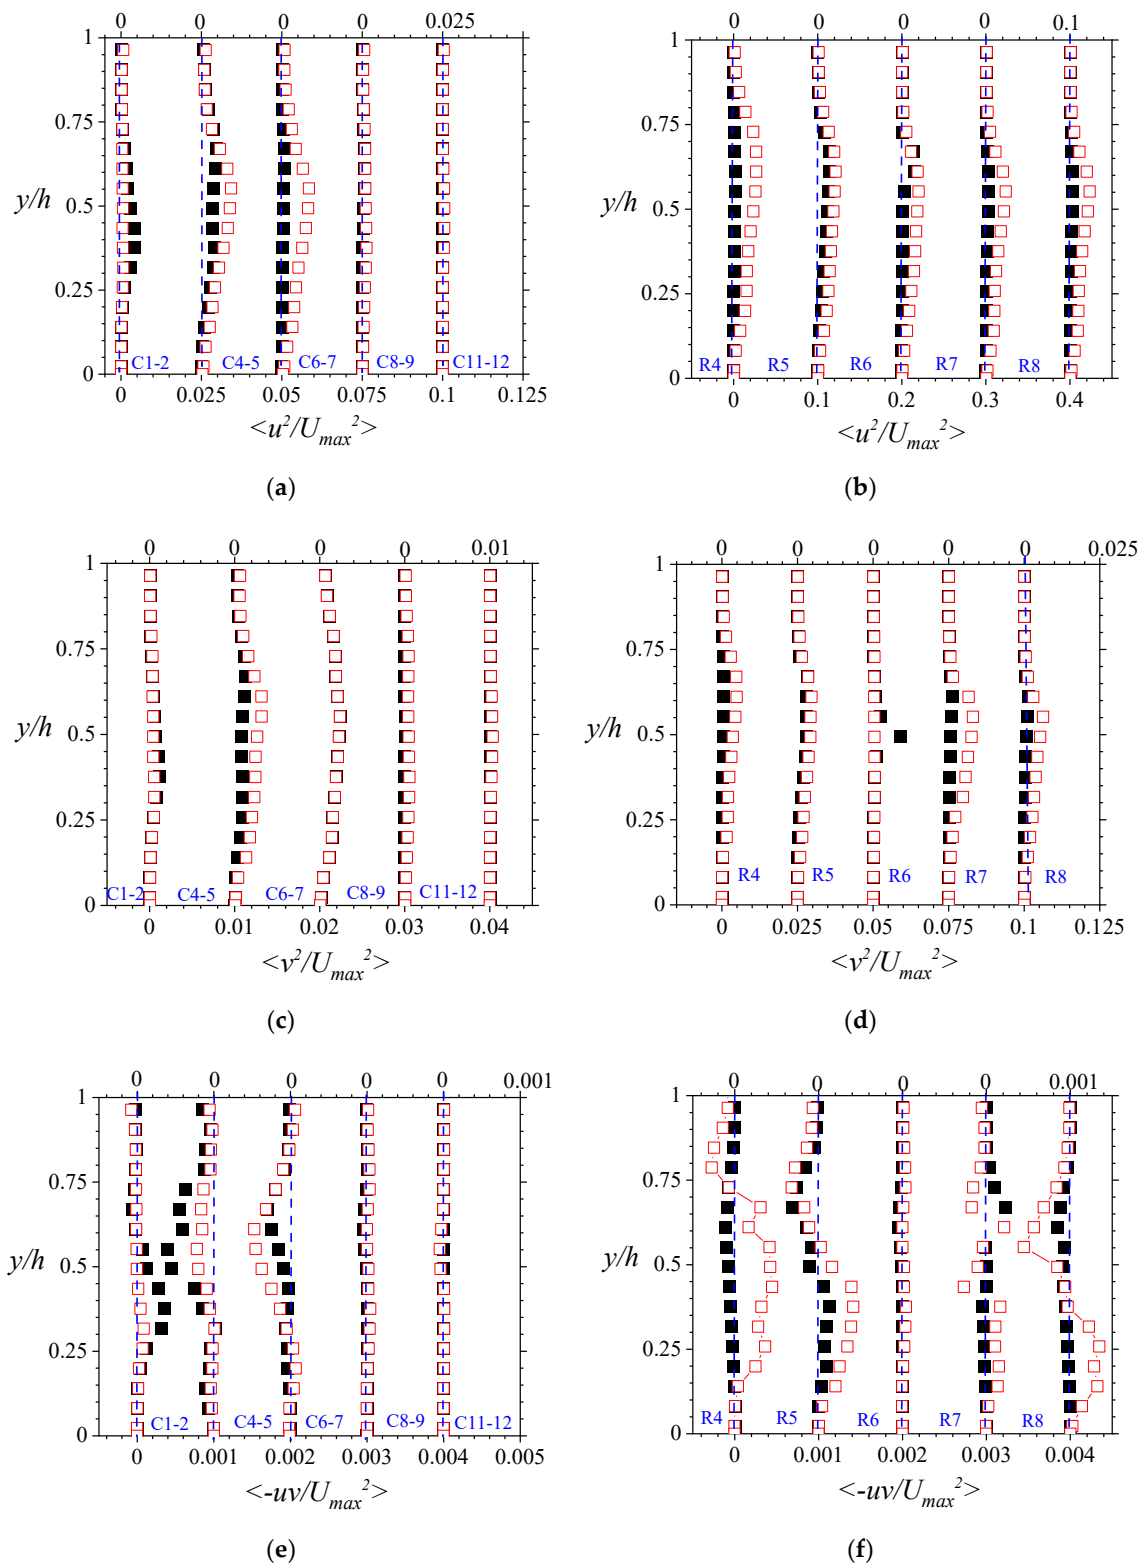 0 0 0 0 0.025
1
0.75
y/h
0.5
0.25
0
C1-2 C4-5 C6-7 C8-9 C11-12
0 0.025 0.05 0.075 0.1 0.125
<u²/Uₘₐₓ²>
(a)
0 0 0 0 0.1
1
0.75
y/h
0.5
0.25
0
R4 R5 R6 R7 R8
0 0.1 0.2 0.3 0.4
<u²/Uₘₐₓ²>
(b)
0 0 0 0 0.01
1
0.75
y/h
0.5
0.25
0
C1-2 C4-5 C6-7 C8-9 C11-12
0 0.01 0.02 0.03 0.04
<v²/Uₘₐₓ²>
(c)
0 0 0 0 0 0.025
1
0.75
y/h
0.5
0.25
0
R4 R5 R6 R7 R8
0 0.025 0.05 0.075 0.1 0.125
<v²/Uₘₐₓ²>
(d)
0 0 0 0 0 0.001
1
0.75
y/h
0.5
0.25
0
C1-2 C4-5 C6-7 C8-9 C11-12
0 0.001 0.002 0.003 0.004 0.005
<-uv/Uₘₐₓ²>
(e)
0 0 0 0 0.001
1
0.75
y/h
0.5
0.25
0
R4 R5 R6 R7 R8
0 0.001 0.002 0.003 0.004
<-uv/Uₘₐₓ²>
(f)